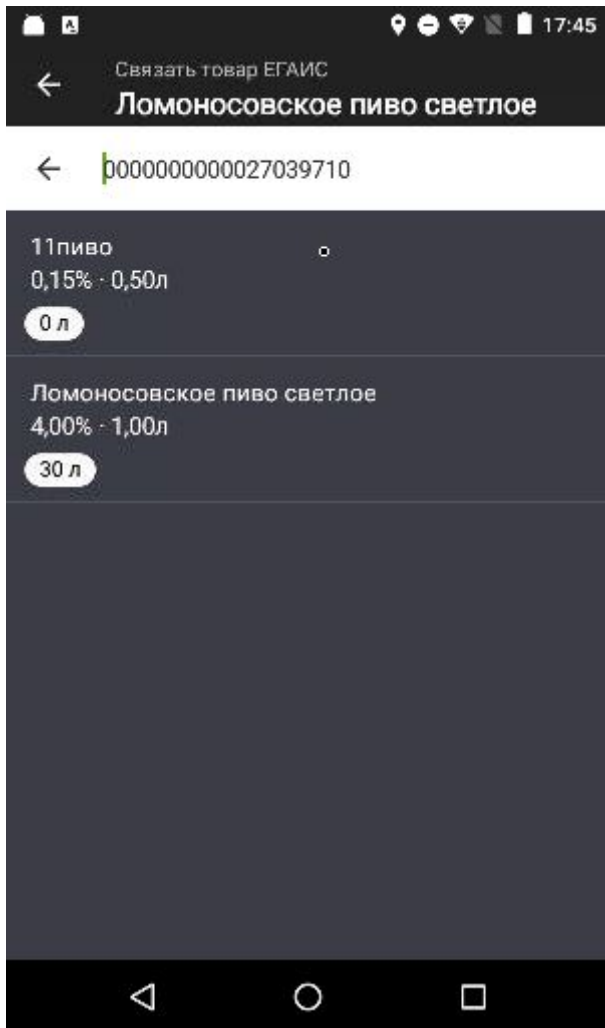 17:45
Связать товар ЕГАИС
Ломоносовское пиво светлое
0000000000027039710
11пиво
0,15% · 0,50л
0 л
Ломоносовское пиво светлое
4,00% · 1,00л
30 л